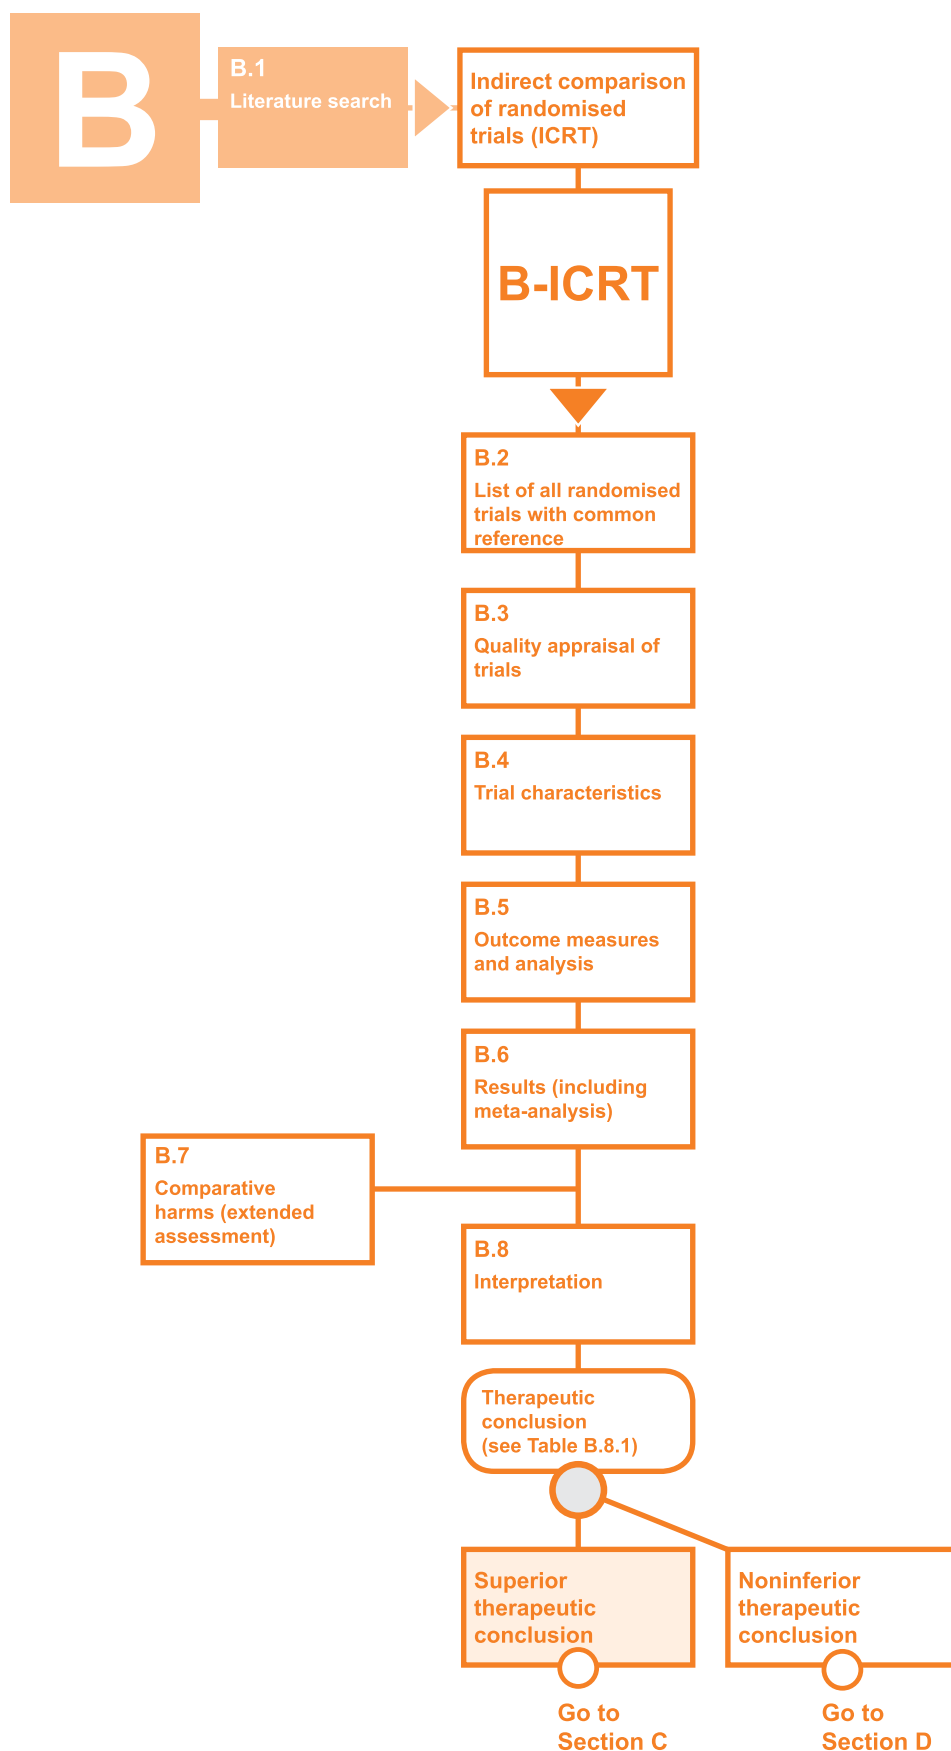 B
B.1
Literature search
Indirect comparison
of randomised
trials (ICRT)
B-ICRT
B.2
List of all randomised
trials with common
reference
B.3
Quality appraisal of
trials
B.4
Trial characteristics
B.5
Outcome measures
and analysis
B.6
Results (including
meta-analysis)
B.7
Comparative
harms (extended
assessment)
B.8
Interpretation
Therapeutic
conclusion
(see Table B.8.1)
Superior
therapeutic
conclusion
Go to
Section C
Noninferior
therapeutic
conclusion
Go to
Section D